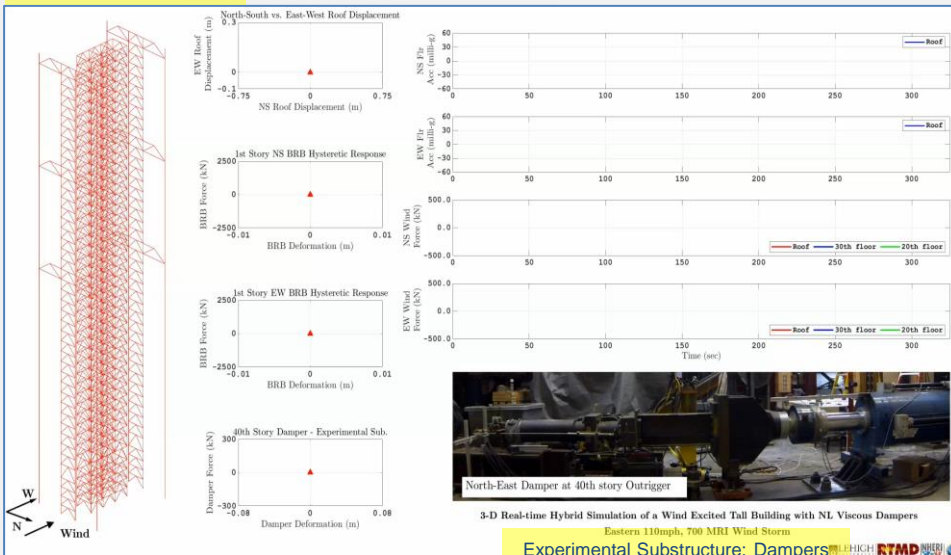 North-South vs. East-West Roof Displacement
0.3
0
-0.1
EW Roof
Displacement (m)
-0.75
0
0.75
NS Roof Displacement (m)
1st Story NS BRB Hysteretic Response
2500
0
-2500
BRB Force (kN)
-0.01
0
0.01
BRB Deformation (m)
1st Story EW BRB Hysteretic Response
2500
0
-2500
BRB Force (kN)
-0.01
0
0.01
BRB Deformation (m)
40th Story Damper - Experimental Sub.
300
0
-300
Damper Force (kN)
-0.08
0
0.08
Damper Deformation (m)
W
N
Wind
NS Flr
Acc (milli-g)
60
30
0
-30
-60
Roof
0 50 100 150 200 250 300
EW Flr
Acc (milli-g)
60
30
0
-30
-60
Roof
0 50 100 150 200 250 300
NS Wind
Force (kN)
500.0
0.0
-500.0
Roof 30th floor 20th floor
0 50 100 150 200 250 300
EW Wind
Force (kN)
500.0
0.0
-500.0
Roof 30th floor 20th floor
0 50 100 150 200 250 300
Time (sec)
North-East Damper at 40th story Outrigger
3-D Real-time Hybrid Simulation of a Wind Excited Tall Building with NL Viscous Dampers
Eastern 110mph, 700 MRI Wind Storm
Experimental Substructure: Dampers
LEHIGH RTMD NHERI